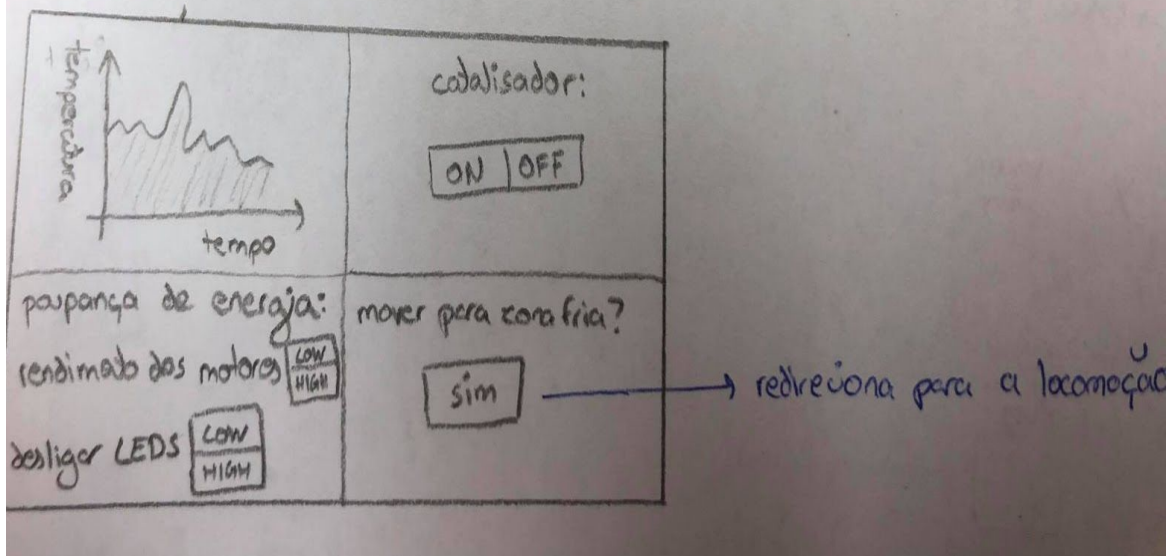 temperatura
tempo
catalisador:
ON | OFF
poupança de energia:
rendimento dos motores
LOW
HIGH
desligar LEDS
LOW
HIGH
mover para zona fria?
sim
redireciona para a locomoção